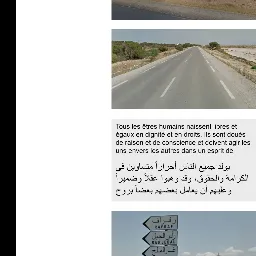 Tous les êtres humains naissent libres et
égaux en dignité et en droits. Ils sont doués
de raison et de conscience et doivent agir les
uns envers les autres dans un esprit de
يولد جميع الناس أحراراً متساوين في
الكرامة والحقوق، وقد وهبوا عقلاً وضميراً
وعليهم أن يعامل بعضهم بعضاً بروح